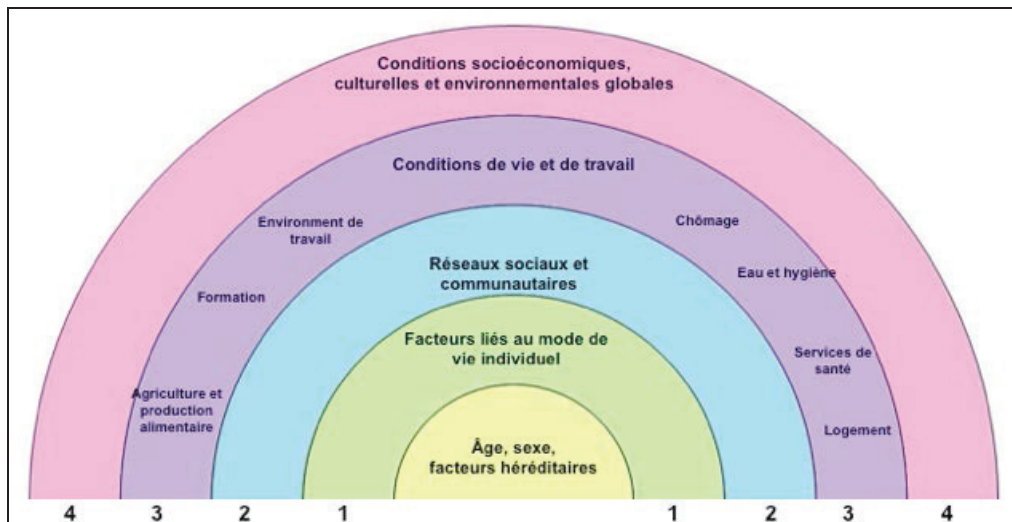 Conditions socioéconomiques,
culturelles et environnementales globales
Conditions de vie et de travail
Environment de
travail
Chômage
Réseaux sociaux et
communautaires
Eau et hygiène
Formation
Facteurs liés au mode de
vie individuel
Services de
santé
Agriculture et
production
alimentaire
Logement
Âge, sexe,
facteurs héréditaires
4 3 2 1 1 2 3 4